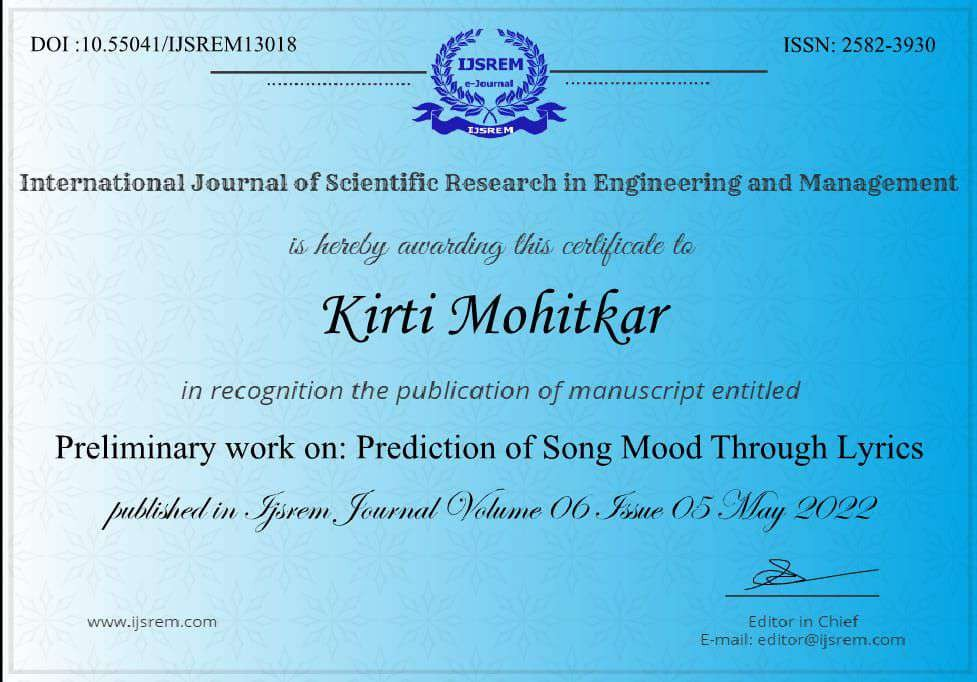 DOI :10.55041/IJSREM13018
ISSN: 2582-3930
IJSREM
e-Journal
IJSREM
International Journal of Scientific Research in Engineering and Management
is hereby awarding this certificate to
Kirti Mohitkar
in recognition the publication of manuscript entitled
Preliminary work on: Prediction of Song Mood Through Lyrics
published in Ijsrem Journal Volume 06 Issue 05 May 2022
www.ijsrem.com
Editor in Chief
E-mail: editor@ijsrem.com